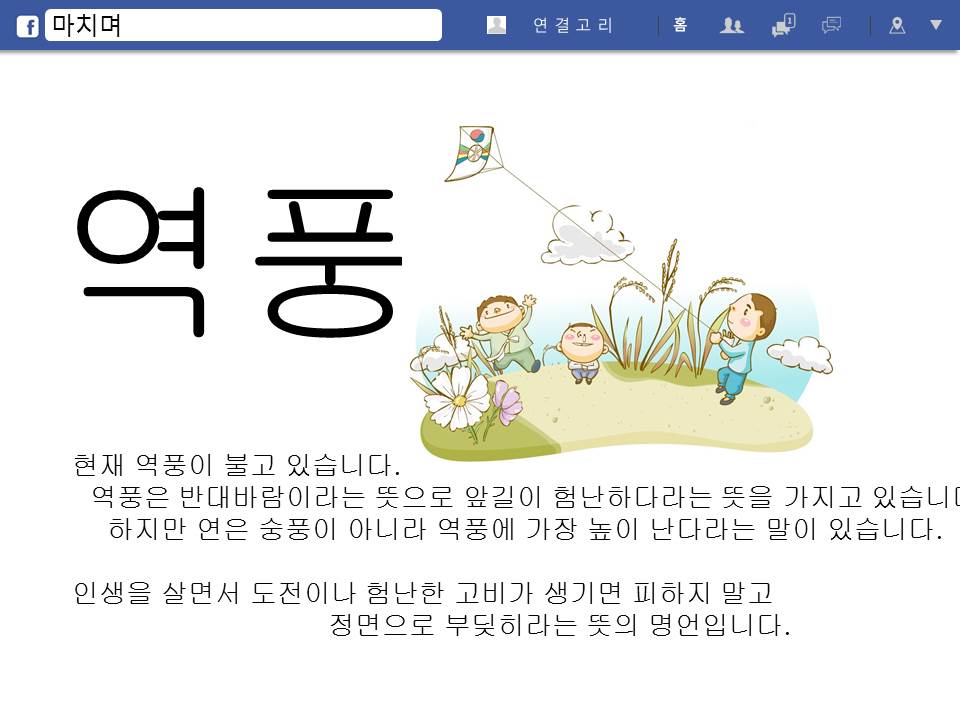 마치며
연결고리
홈
1
역풍
현재 역풍이 불고 있습니다.
역풍은 반대바람이라는 뜻으로 앞길이 험난하다라는 뜻을 가지고 있습니다
하지만 연은 숭풍이 아니라 역풍에 가장 높이 난다라는 말이 있습니다.
인생을 살면서 도전이나 험난한 고비가 생기면 피하지 말고
정면으로 부딪히라는 뜻의 명언입니다.